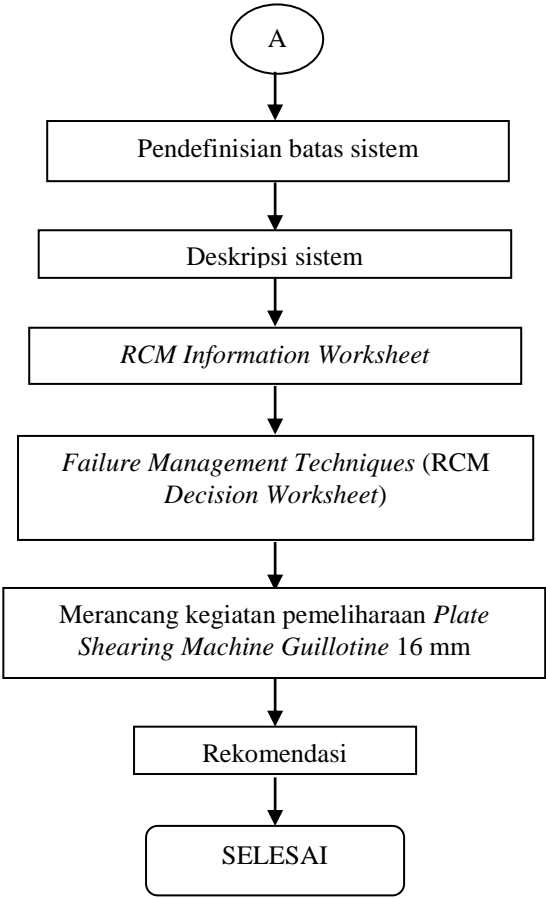 A
Pendefinisian batas sistem
Deskripsi sistem
RCM Information Worksheet
Failure Management Techniques (RCM
Decision Worksheet)
Merancang kegiatan pemeliharaan Plate
Shearing Machine Guillotine 16 mm
Rekomendasi
SELESAI